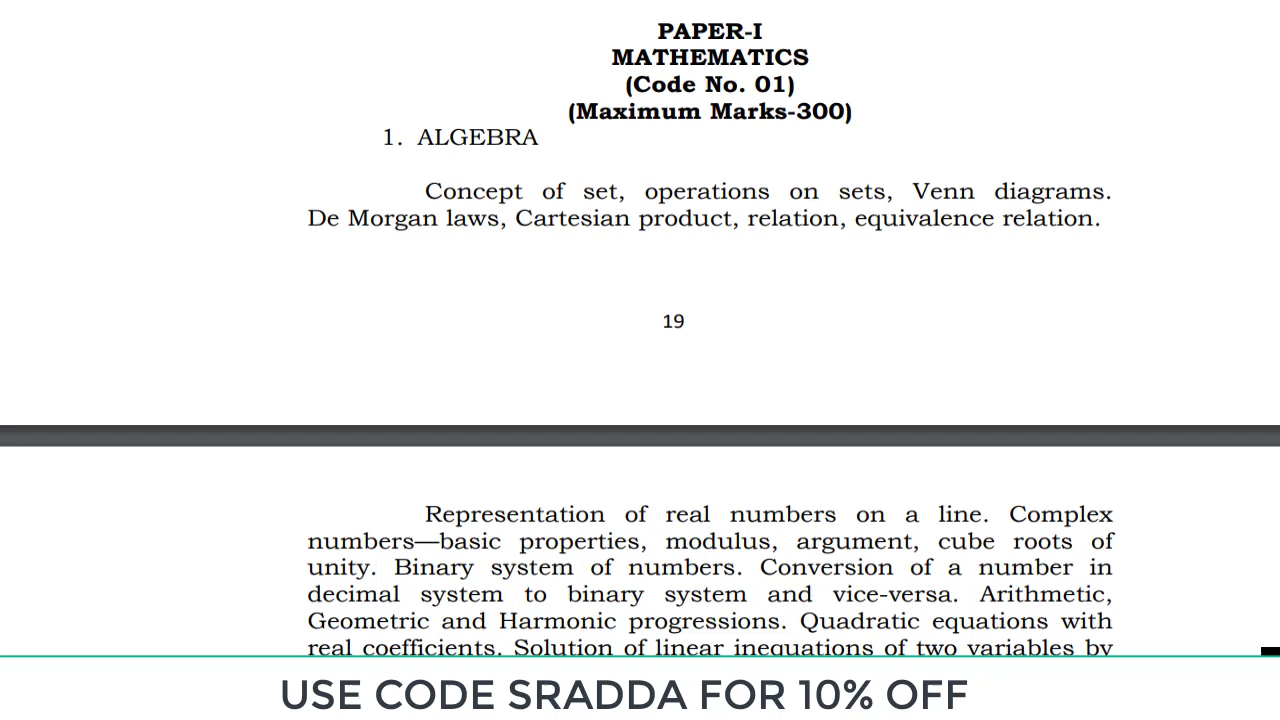 PAPER-I
MATHEMATICS
(Code No. 01)
(Maximum Marks-300)
1. ALGEBRA
Concept of set, operations on sets, Venn diagrams.
De Morgan laws, Cartesian product, relation, equivalence relation.
19
Representation of real numbers on a line. Complex
numbers—basic properties, modulus, argument, cube roots of
unity. Binary system of numbers. Conversion of a number in
decimal system to binary system and vice-versa. Arithmetic,
Geometric and Harmonic progressions. Quadratic equations with
real coefficients. Solution of linear inequations of two variables by
USE CODE SRADDA FOR 10% OFF